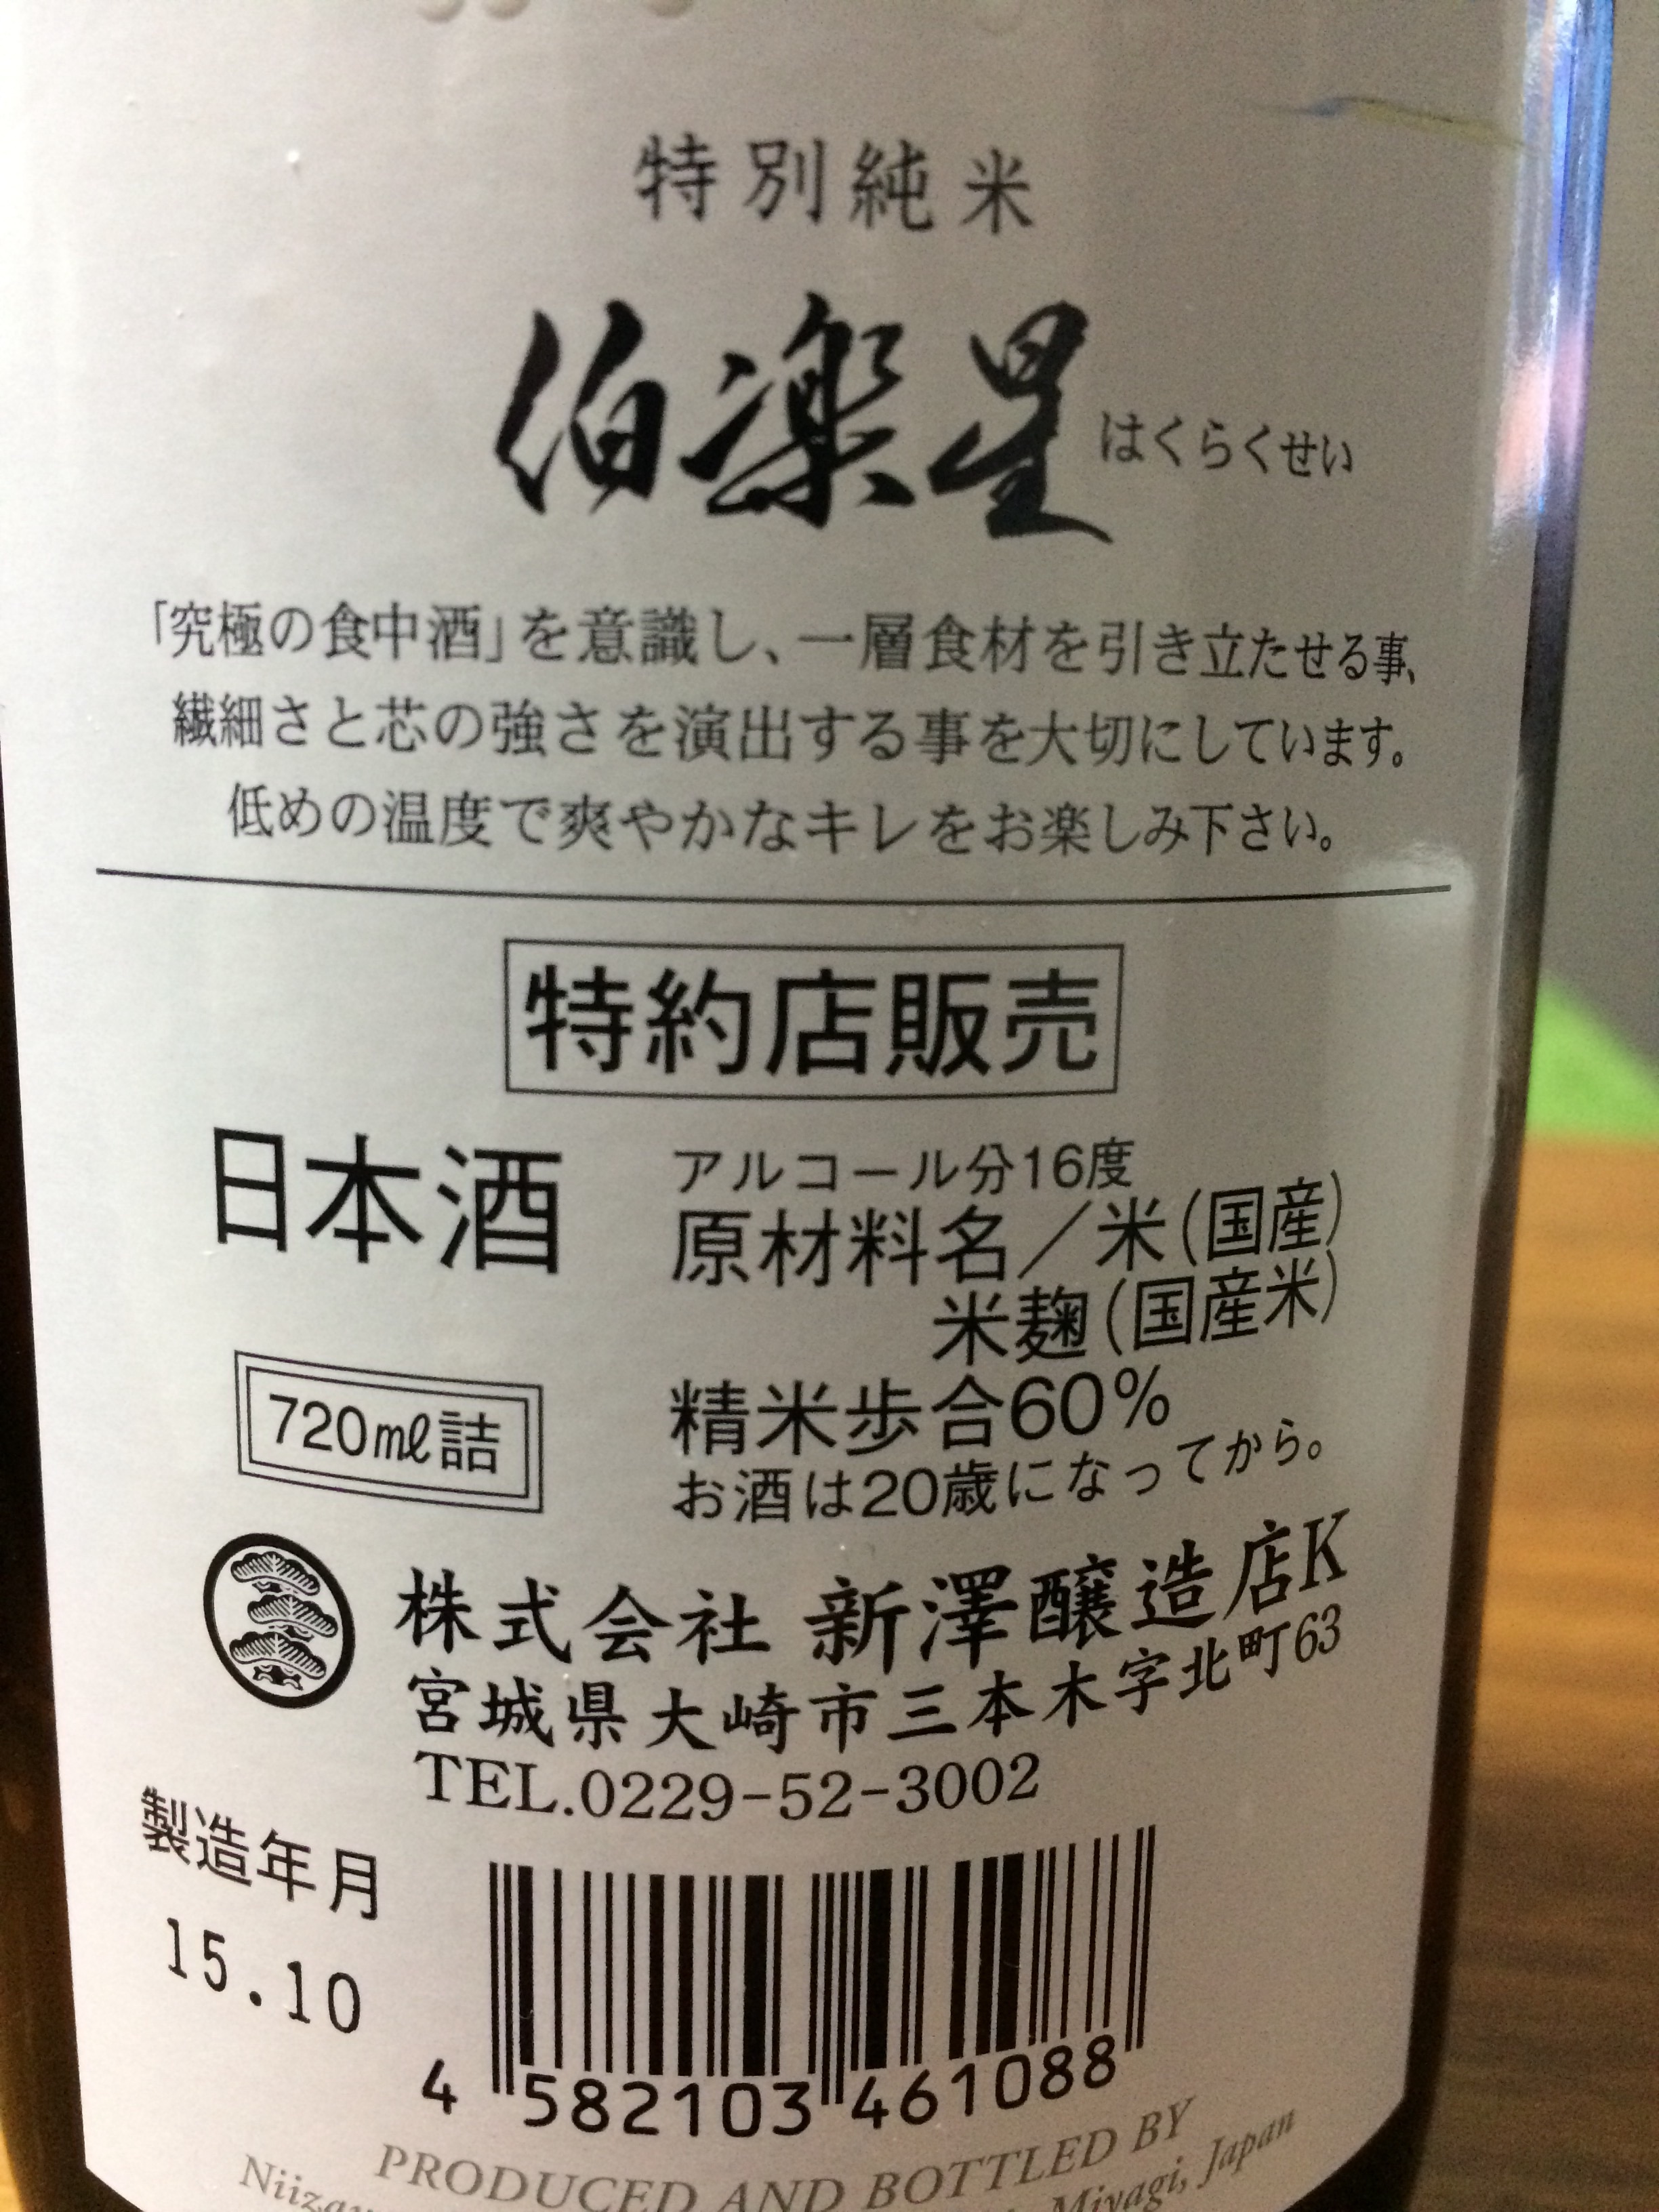 特別純米
伯楽星 はくらくせい
「究極の食中酒」を意識し、一層食材を引き立たせる事、
繊細さと芯の強さを演出する事を大切にしています。
低めの温度で爽やかなキレをお楽しみ下さい。
特約店販売
日本酒
アルコール分16度
原材料名／米(国産)
米麹(国産米)
720mℓ詰
精米歩合60%
お酒は20歳になってから。
株式会社 新澤醸造店K
宮城県大崎市三本木字北町63
TEL.0229-52-3002
製造年月
15.10
4 582103 461088
PRODUCED AND BOTTLED BY
Miyagi, Japan